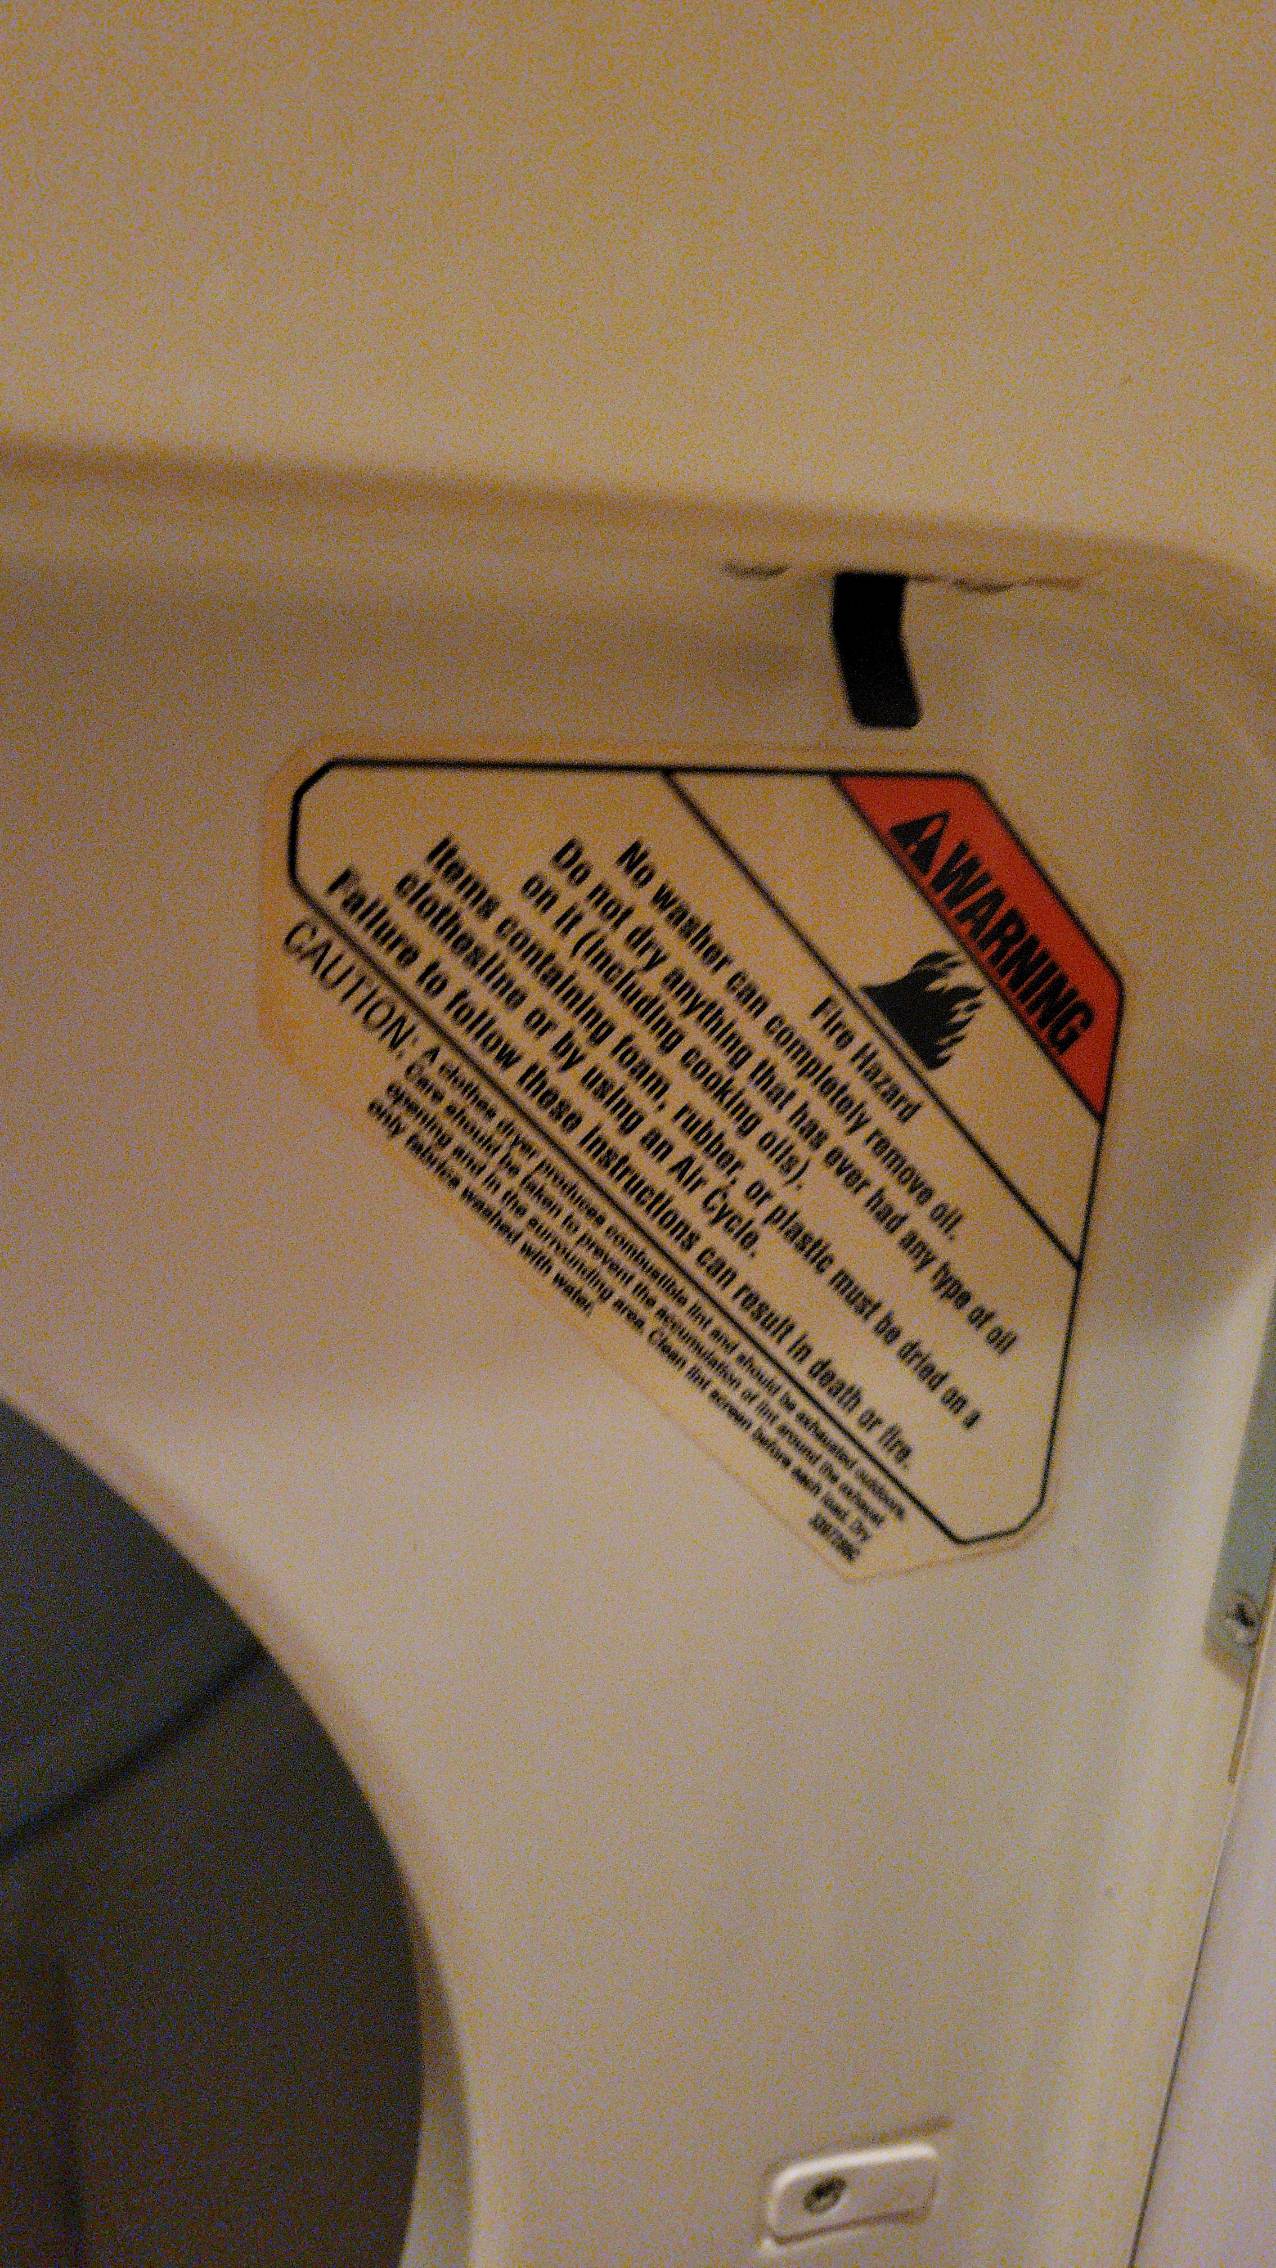 WARNING
Fire Hazard
No washer can completely remove oil.
Do not dry anything that has ever had any type of oil
on it (including cooking oils).
Items containing foam, rubber, or plastic must be dried on a
clothesline or by using an Air Cycle.
Failure to follow these instructions can result in death or fire.
CAUTION: A clothes dryer produces combustible lint and should be exhausted outdoors.
Care should be taken to prevent the accumulation of lint around the exhaust
opening and in the surrounding area. Clean lint screen before each load. Dry
only fabrics washed with water.